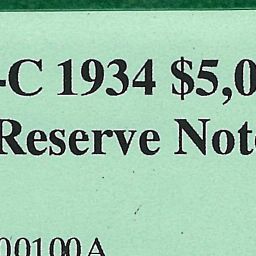 -C 1934 $5,0
Reserve Not
00100A